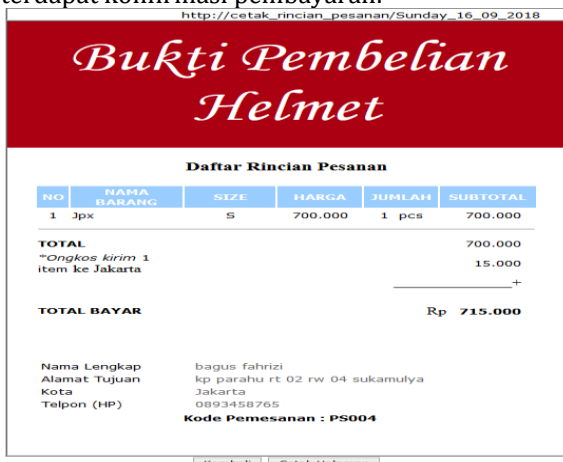 terdapat konfirmasi pembayaran.
http://cetak_rincian_pesanan/Sunday_16_09_2018
Bukti Pembelian
Helmet
Daftar Rincian Pesanan
NO NAMA BARANG SIZE HARGA JUMLAH SUBTOTAL
1 Jpx S 700.000 1 pcs 700.000
TOTAL 700.000
*Ongkos kirim 1
item ke Jakarta 15.000
+
TOTAL BAYAR Rp 715.000
Nama Lengkap bagus fahrizi
Alamat Tujuan kp parahu rt 02 rw 04 sukamulya
Kota Jakarta
Telpon (HP) 0893458765
Kode Pemesanan : PS004